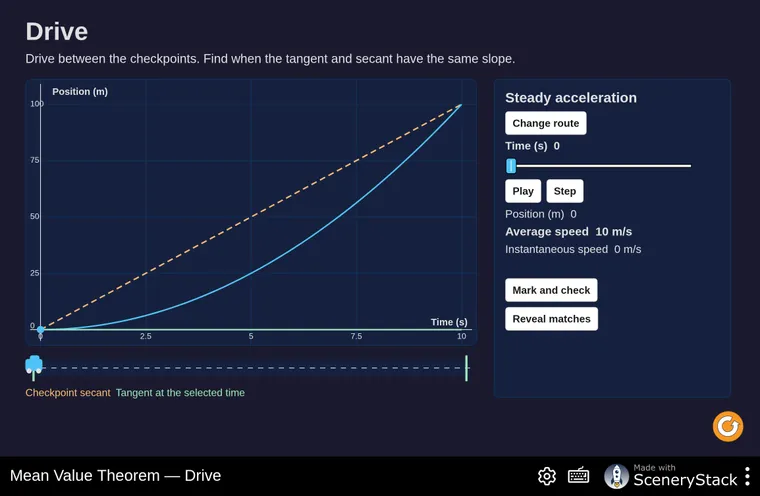 Drive
Drive between the checkpoints. Find when the tangent and secant have the same slope.
Position (m)
100
75
50
25
0
0
2.5
5
7.5
10
Time (s)
Checkpoint secant Tangent at the selected time
Steady acceleration
Change route
Time (s) 0
Play Step
Position (m) 0
Average speed 10 m/s
Instantaneous speed 0 m/s
Mark and check
Reveal matches
Mean Value Theorem — Drive
Made with
SceneryStack